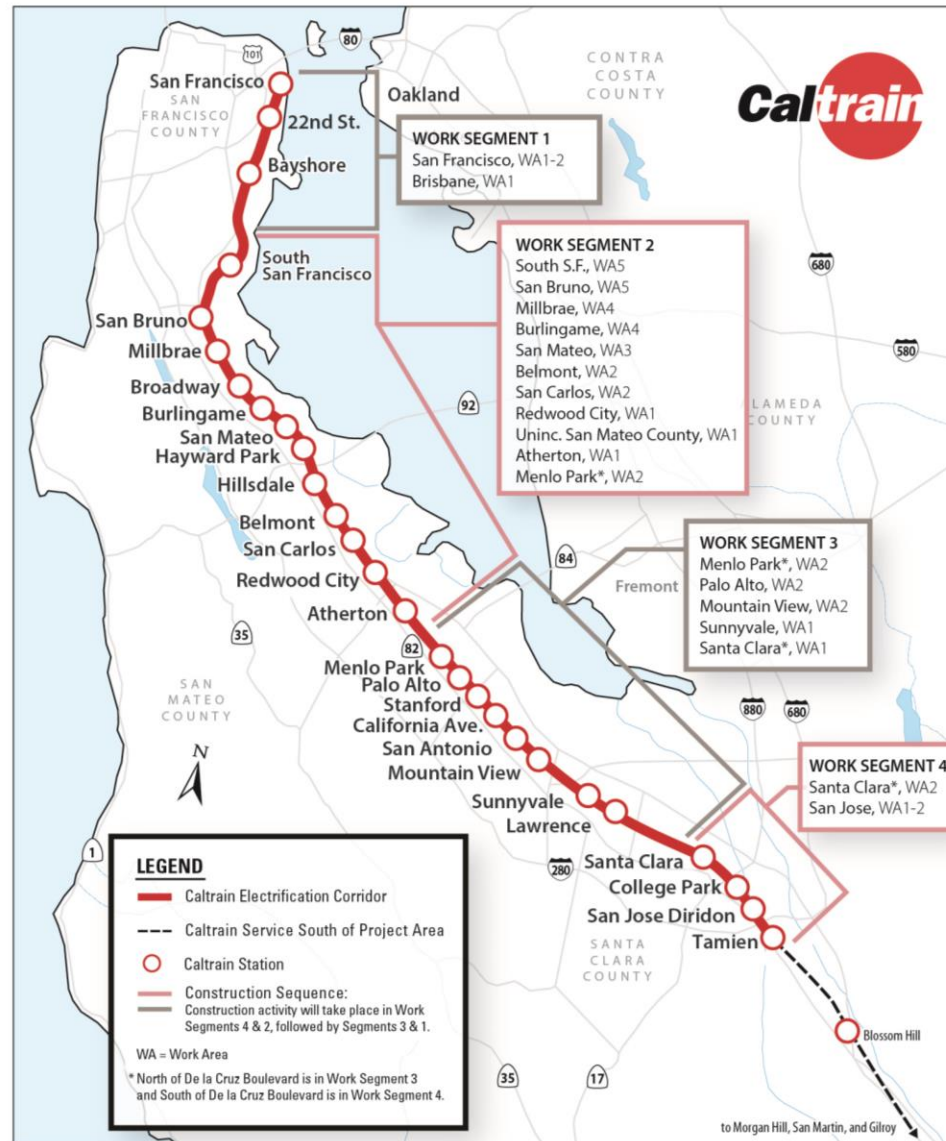 101
80
San Francisco
SAN
FRANCISCO
COUNTY
22nd St.
Bayshore
Oakland
CONTRA
COSTA
COUNTY
Caltrain
WORK SEGMENT 1
San Francisco, WA1-2
Brisbane, WA1
South
San Francisco
San Bruno
Millbrae
Broadway
Burlingame
San Mateo
Hayward Park
Hillsdale
Belmont
San Carlos
Redwood City
Atherton
WORK SEGMENT 2
South S.F., WA5
San Bruno, WA5
Millbrae, WA4
Burlingame, WA4
San Mateo, WA3
Belmont, WA2
San Carlos, WA2
Redwood City, WA1
Uninc. San Mateo County, WA1
Atherton, WA1
Menlo Park*, WA2
680
580
92
COUNTY
84
Fremont
WORK SEGMENT 3
Menlo Park*, WA2
Palo Alto, WA2
Mountain View, WA2
Sunnyvale, WA1
Santa Clara*, WA1
35
82
SAN
MATEO
COUNTY
N
Menlo Park
Palo Alto
Stanford
California Ave.
San Antonio
Mountain View
Sunnyvale
Lawrence
880
680
WORK SEGMENT 4
Santa Clara*, WA2
San Jose, WA1-2
1
280
Santa Clara
College Park
San Jose Diridon
Tamien
SANTA
CLARA
COUNTY
Blossom Hill
35
17
to Morgan Hill, San Martin, and Gilroy
LEGEND
Caltrain Electrification Corridor
Caltrain Service South of Project Area
Caltrain Station
Construction Sequence:
Construction activity will take place in Work
Segments 4 & 2, followed by Segments 3 & 1.
WA = Work Area
* North of De la Cruz Boulevard is in Work Segment 3
and South of De la Cruz Boulevard is in Work Segment 4.